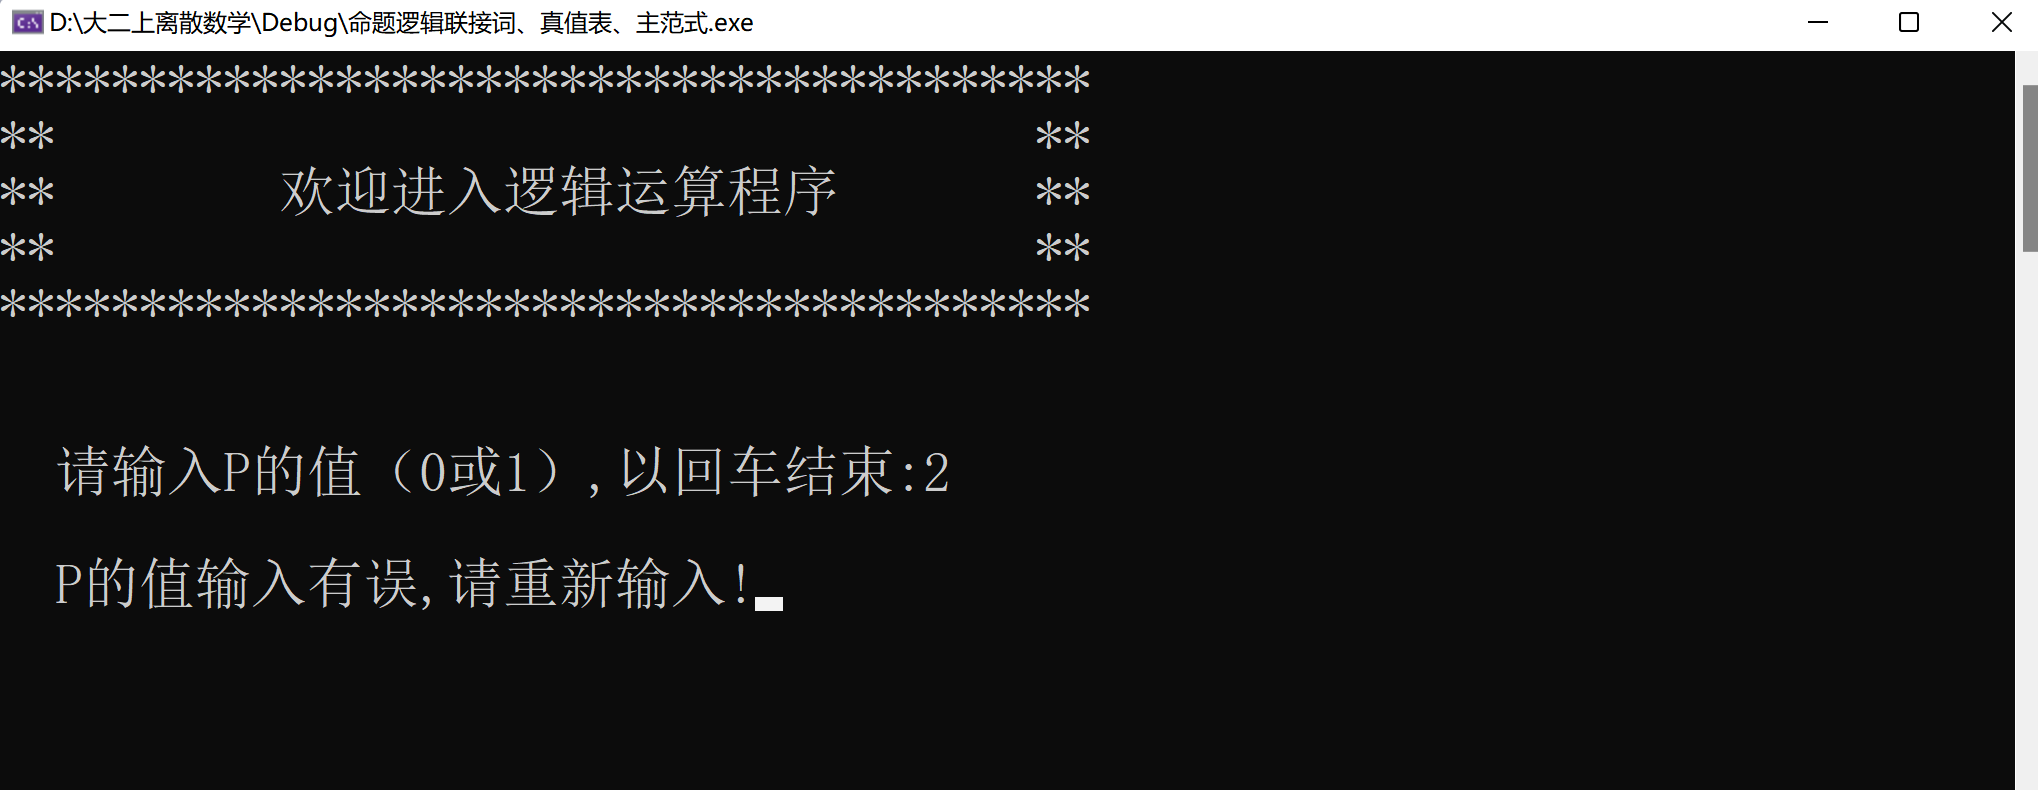 D:\大二上离散数学\Debug\命题逻辑联接词、真值表、主范式.exe
***************************************
** **
** 欢迎进入逻辑运算程序 **
** **
***************************************
请输入P的值（0或1）,以回车结束:2
P的值输入有误,请重新输入!